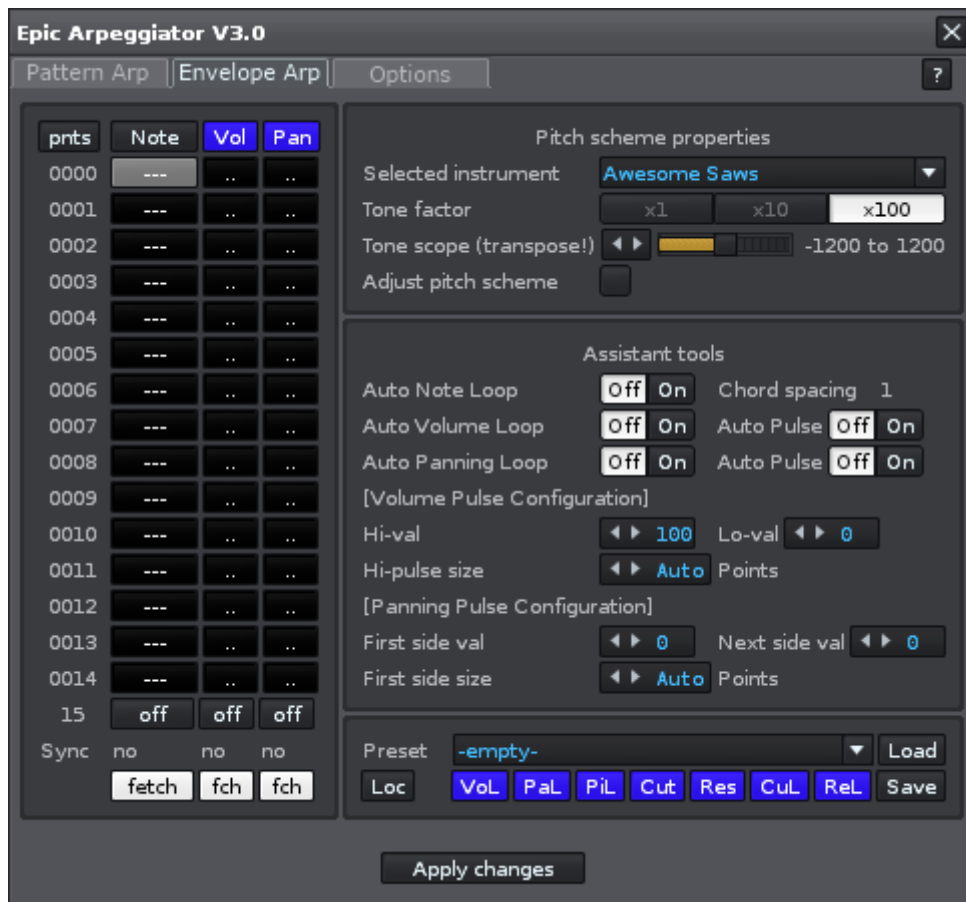 Epic Arpeggiator V3.0
Pattern Arp Envelope Arp Options ?
pnts Note Vol Pan
0000 --- .. ..
0001 --- .. ..
0002 --- .. ..
0003 --- .. ..
0004 --- .. ..
0005 --- .. ..
0006 --- .. ..
0007 --- .. ..
0008 --- .. ..
0009 --- .. ..
0010 --- .. ..
0011 --- .. ..
0012 --- .. ..
0013 --- .. ..
0014 --- .. ..
15 off off off
Sync no no no
fetch fch fch
Pitch scheme properties
Selected instrument Awesome Saws
Tone factor x1 x10 x100
Tone scope (transpose!) -1200 to 1200
Adjust pitch scheme
Assistant tools
Auto Note Loop Off On Chord spacing 1
Auto Volume Loop Off On Auto Pulse Off On
Auto Panning Loop Off On Auto Pulse Off On
[Volume Pulse Configuration]
Hi-val 100 Lo-val 0
Hi-pulse size Auto Points
[Panning Pulse Configuration]
First side val 0 Next side val 0
First side size Auto Points
Preset -empty- Load
Loc VoL PaL PiL Cut Res CuL ReL Save
Apply changes